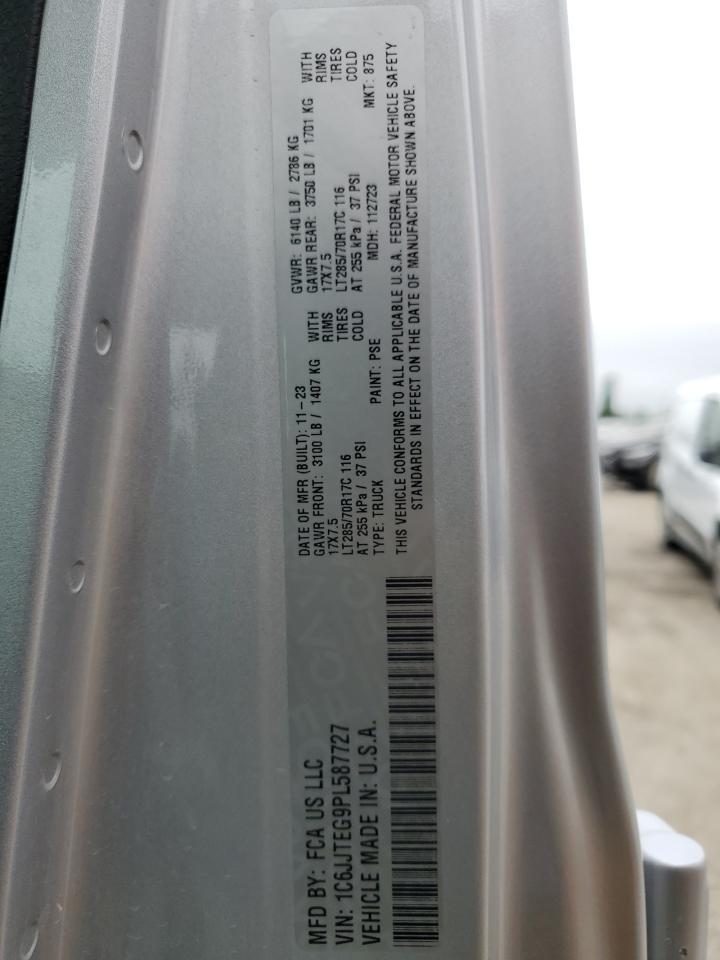 MFD BY: FCA US LLC
VIN: 1C6JJTEG9PL587727
VEHICLE MADE IN: U.S.A.
DATE OF MFR (BUILT): 11-23
GAWR FRONT: 3100 LB / 1407 KG WITH
17X7.5 RIMS
LT285/70R17C 116 TIRES
AT 255 kPa / 37 PSI COLD
TYPE: TRUCK PAINT: PSE
GVWR: 6140 LB / 2786 KG
GAWR REAR: 3750 LB / 1701 KG WITH
17X7.5 RIMS
LT285/70R17C 116 TIRES
AT 255 kPa / 37 PSI COLD
MDH: 112723 MKT: 875
THIS VEHICLE CONFORMS TO ALL APPLICABLE U.S.A. FEDERAL MOTOR VEHICLE SAFETY
STANDARDS IN EFFECT ON THE DATE OF MANUFACTURE SHOWN ABOVE.